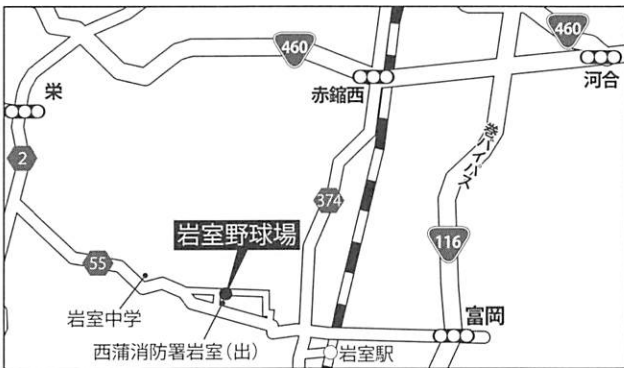 460
460
栄
赤鏥西
河合
2
巻バイパス
374
岩室野球場
116
55
岩室中学
富岡
西蒲消防署岩室（出）
岩室駅